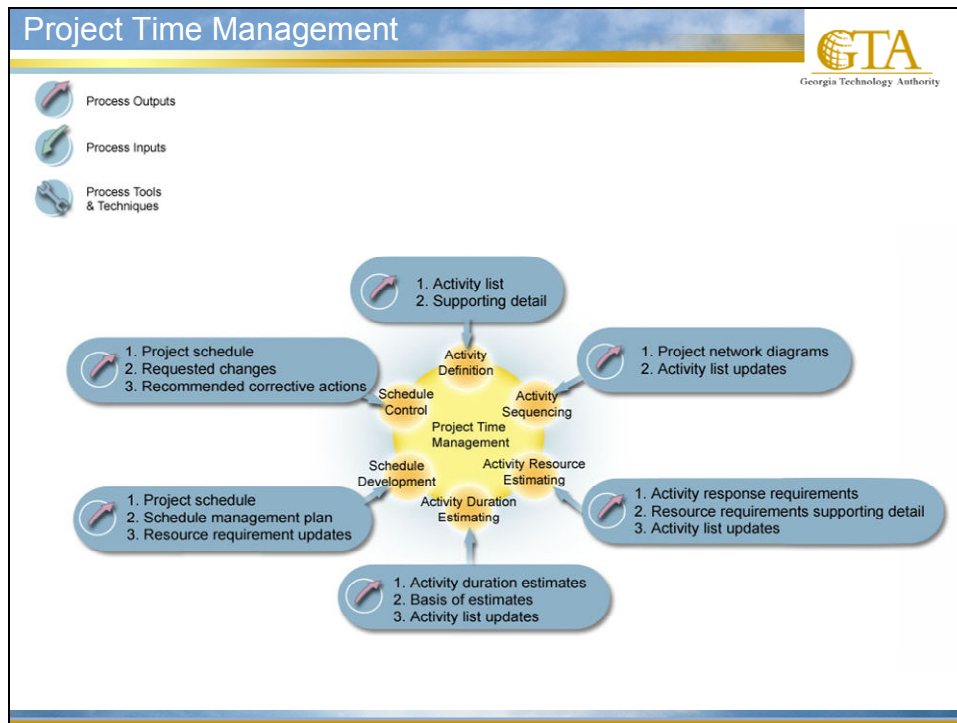 Project Time Management
GTA
Georgia Technology Authority
Process Outputs
Process Inputs
Process Tools
& Techniques
1. Activity list
2. Supporting detail
1. Project schedule
2. Requested changes
3. Recommended corrective actions
1. Project network diagrams
2. Activity list updates
Activity
Definition
Schedule
Control
Activity
Sequencing
Project Time
Management
Schedule
Development
Activity Resource
Estimating
Activity Duration
Estimating
1. Project schedule
2. Schedule management plan
3. Resource requirement updates
1. Activity response requirements
2. Resource requirements supporting detail
3. Activity list updates
1. Activity duration estimates
2. Basis of estimates
3. Activity list updates